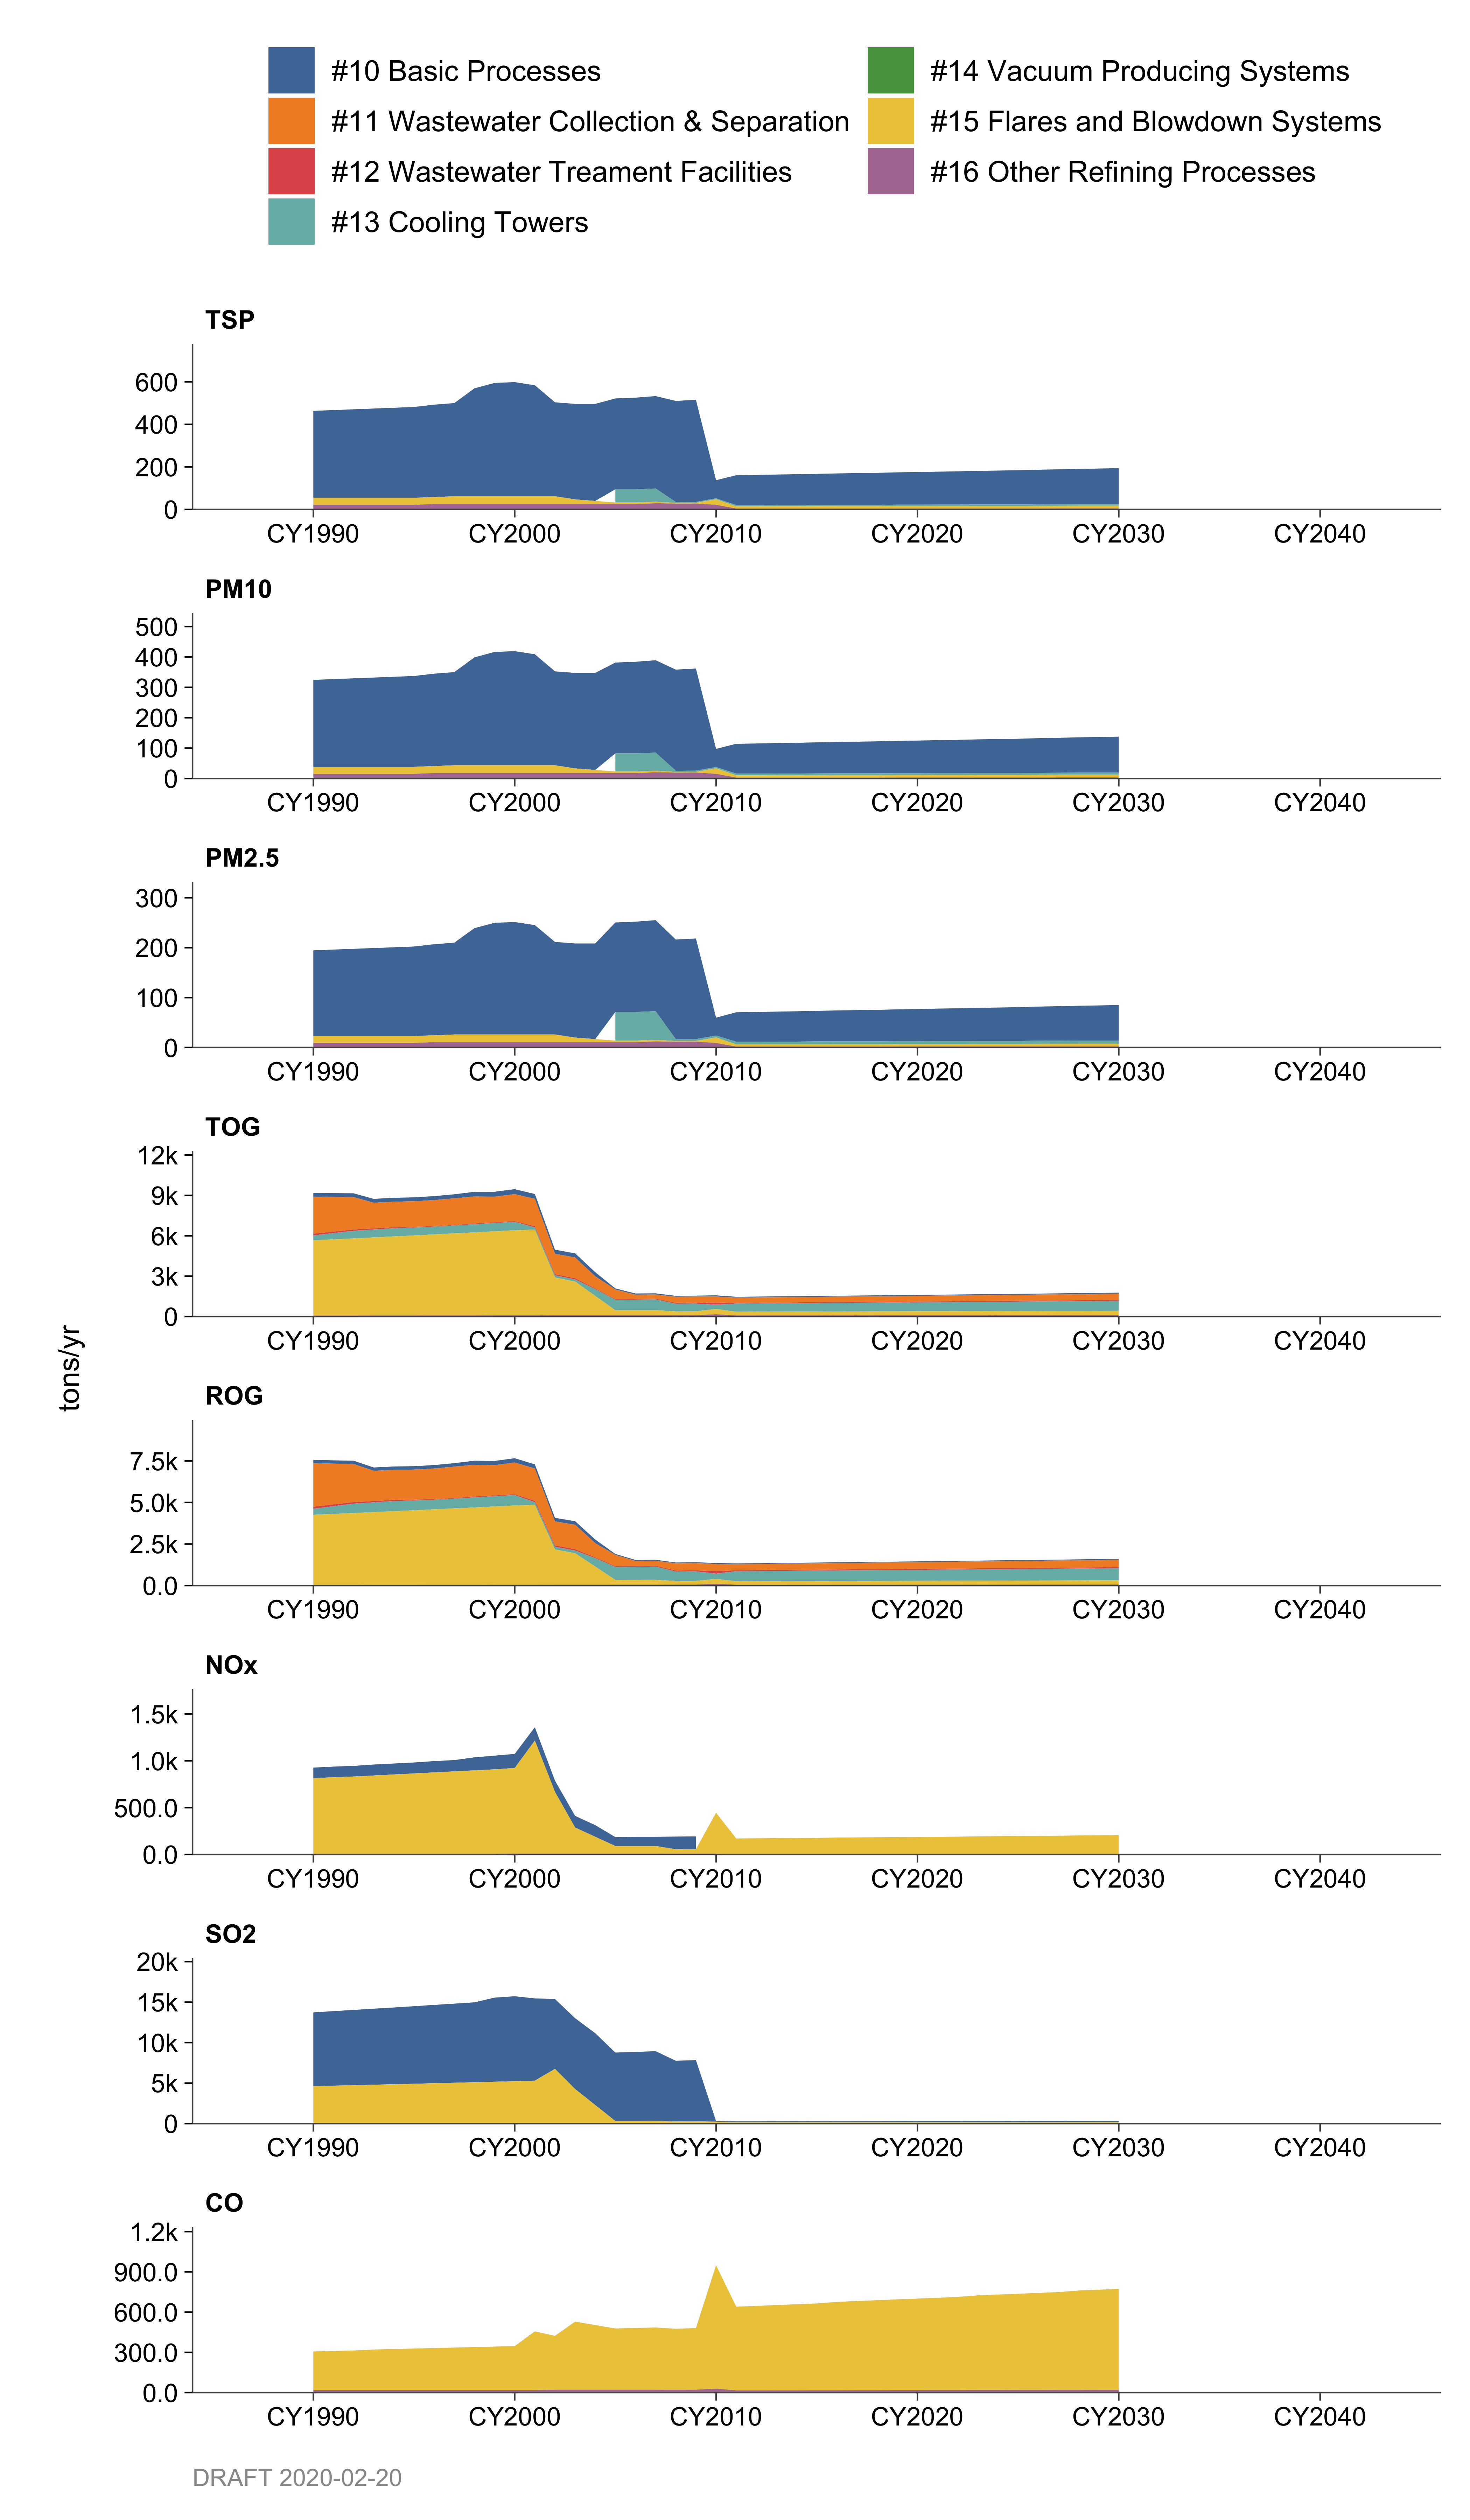 #10 Basic Processes
#11 Wastewater Collection & Separation
#12 Wastewater Treament Facilities
#13 Cooling Towers
#14 Vacuum Producing Systems
#15 Flares and Blowdown Systems
#16 Other Refining Processes
tons/yr
TSP
600
400
200
0
CY1990 CY2000 CY2010 CY2020 CY2030 CY2040
PM10
500
400
300
200
100
0
CY1990 CY2000 CY2010 CY2020 CY2030 CY2040
PM2.5
300
200
100
0
CY1990 CY2000 CY2010 CY2020 CY2030 CY2040
TOG
12k
9k
6k
3k
0
CY1990 CY2000 CY2010 CY2020 CY2030 CY2040
ROG
7.5k
5.0k
2.5k
0.0
CY1990 CY2000 CY2010 CY2020 CY2030 CY2040
NOx
1.5k
1.0k
500.0
0.0
CY1990 CY2000 CY2010 CY2020 CY2030 CY2040
SO2
20k
15k
10k
5k
0
CY1990 CY2000 CY2010 CY2020 CY2030 CY2040
CO
1.2k
900.0
600.0
300.0
0.0
CY1990 CY2000 CY2010 CY2020 CY2030 CY2040
DRAFT 2020-02-20